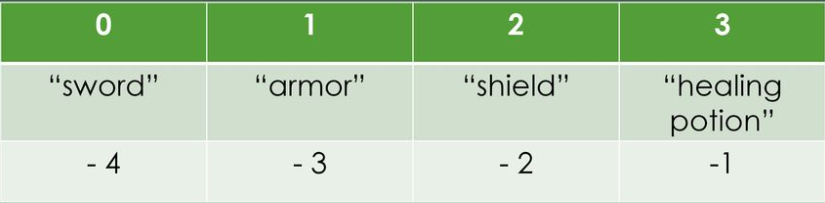 0 1 2 3
“sword” “armor” “shield” “healing
potion”
- 4 - 3 - 2 -1